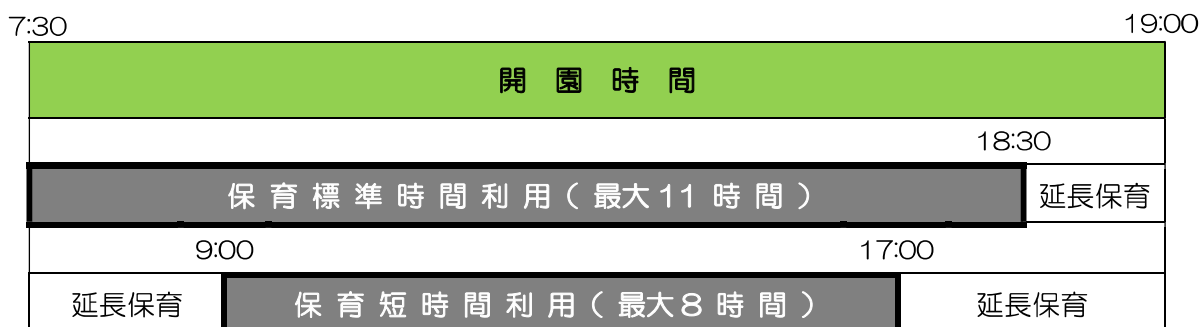 7:30 19:00
開 園 時 間
18:30
保 育 標 準 時 間 利 用 （ 最大 11 時 間 ） 延長保育
9:00 17:00
延長保育 保 育 短 時 間 利 用 （ 最大 8 時 間 ） 延長保育